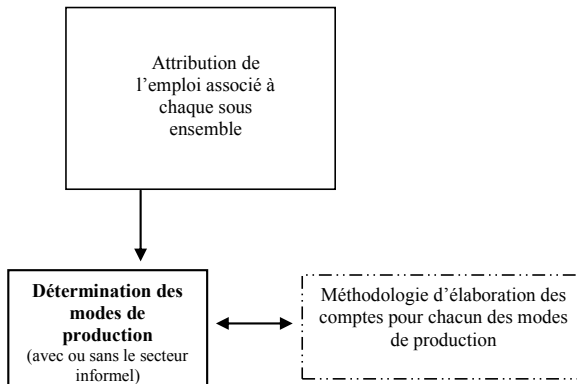 Attribution de
l’emploi associé à
chaque sous
ensemble
Détermination des
modes de
production
(avec ou sans le secteur
informel)
Méthodologie d’élaboration des
comptes pour chacun des modes
de production